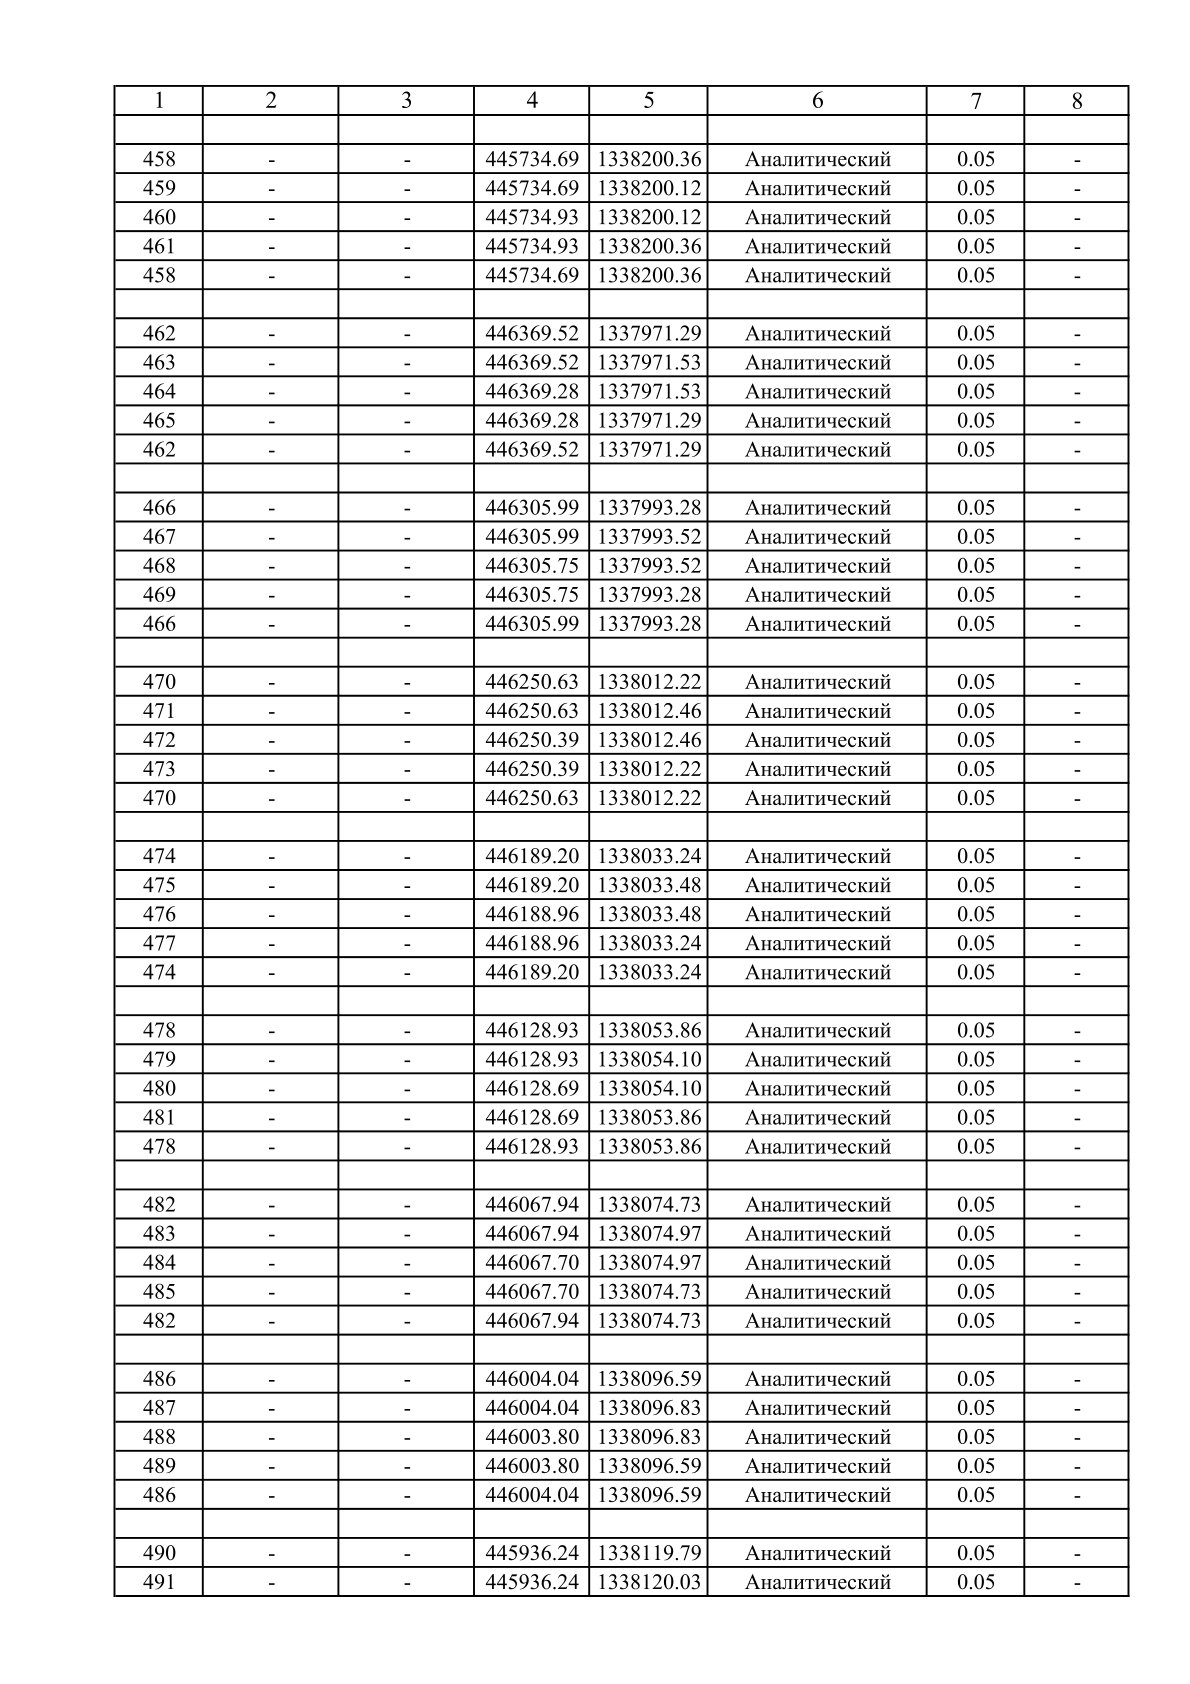 1 2 3 4 5 6 7 8
458 - - 445734.69 1338200.36 Аналитический 0.05 -
459 - - 445734.69 1338200.12 Аналитический 0.05 -
460 - - 445734.93 1338200.12 Аналитический 0.05 -
461 - - 445734.93 1338200.36 Аналитический 0.05 -
458 - - 445734.69 1338200.36 Аналитический 0.05 -
462 - - 446369.52 1337971.29 Аналитический 0.05 -
463 - - 446369.52 1337971.53 Аналитический 0.05 -
464 - - 446369.28 1337971.53 Аналитический 0.05 -
465 - - 446369.28 1337971.29 Аналитический 0.05 -
462 - - 446369.52 1337971.29 Аналитический 0.05 -
466 - - 446305.99 1337993.28 Аналитический 0.05 -
467 - - 446305.99 1337993.52 Аналитический 0.05 -
468 - - 446305.75 1337993.52 Аналитический 0.05 -
469 - - 446305.75 1337993.28 Аналитический 0.05 -
466 - - 446305.99 1337993.28 Аналитический 0.05 -
470 - - 446250.63 1338012.22 Аналитический 0.05 -
471 - - 446250.63 1338012.46 Аналитический 0.05 -
472 - - 446250.39 1338012.46 Аналитический 0.05 -
473 - - 446250.39 1338012.22 Аналитический 0.05 -
470 - - 446250.63 1338012.22 Аналитический 0.05 -
474 - - 446189.20 1338033.24 Аналитический 0.05 -
475 - - 446189.20 1338033.48 Аналитический 0.05 -
476 - - 446188.96 1338033.48 Аналитический 0.05 -
477 - - 446188.96 1338033.24 Аналитический 0.05 -
474 - - 446189.20 1338033.24 Аналитический 0.05 -
478 - - 446128.93 1338053.86 Аналитический 0.05 -
479 - - 446128.93 1338054.10 Аналитический 0.05 -
480 - - 446128.69 1338054.10 Аналитический 0.05 -
481 - - 446128.69 1338053.86 Аналитический 0.05 -
478 - - 446128.93 1338053.86 Аналитический 0.05 -
482 - - 446067.94 1338074.73 Аналитический 0.05 -
483 - - 446067.94 1338074.97 Аналитический 0.05 -
484 - - 446067.70 1338074.97 Аналитический 0.05 -
485 - - 446067.70 1338074.73 Аналитический 0.05 -
482 - - 446067.94 1338074.73 Аналитический 0.05 -
486 - - 446004.04 1338096.59 Аналитический 0.05 -
487 - - 446004.04 1338096.83 Аналитический 0.05 -
488 - - 446003.80 1338096.83 Аналитический 0.05 -
489 - - 446003.80 1338096.59 Аналитический 0.05 -
486 - - 446004.04 1338096.59 Аналитический 0.05 -
490 - - 445936.24 1338119.79 Аналитический 0.05 -
491 - - 445936.24 1338120.03 Аналитический 0.05 -